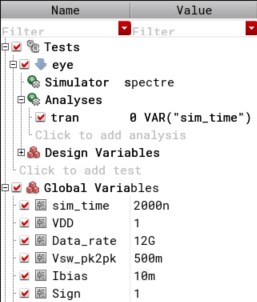 Name Value
Filter Filter
Tests
eye
Simulator spectre
Analyses
tran 0 VAR("sim_time")
Click to add analysis
Design Variables
Click to add test
Global Variables
sim_time 2000n
VDD 1
Data_rate 12G
Vsw_pk2pk 500m
Ibias 10m
Sign 1